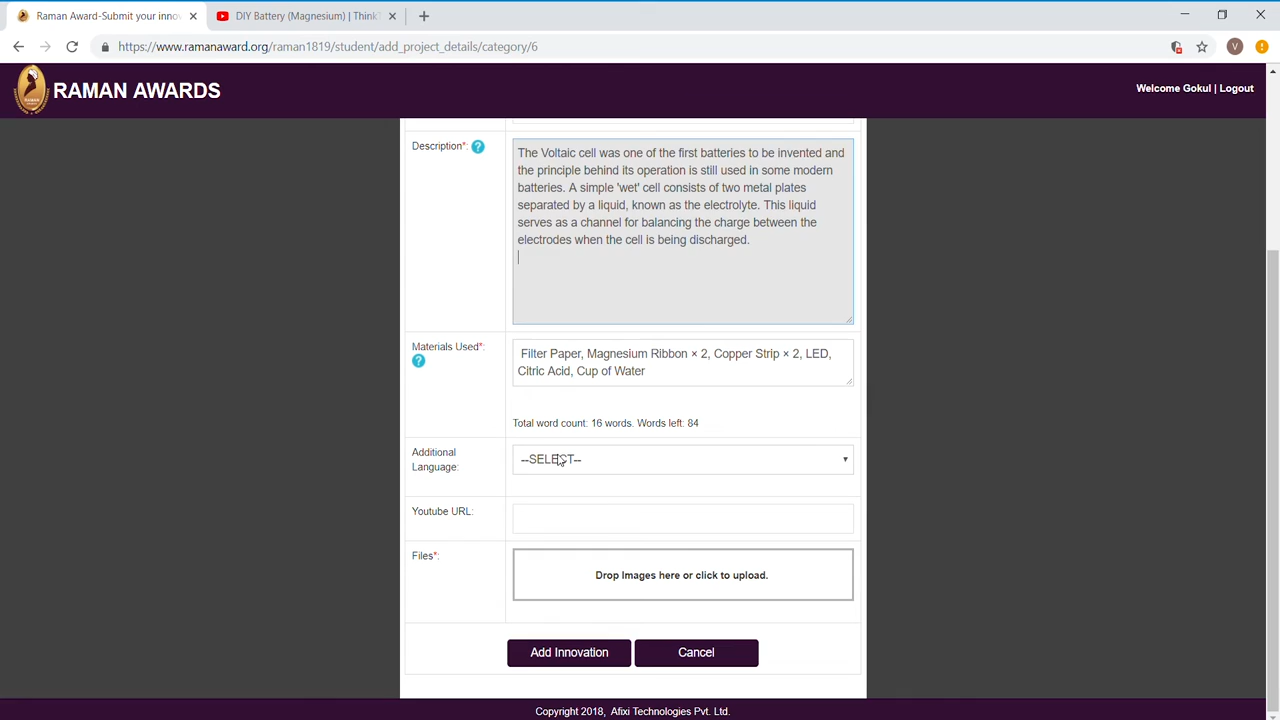 Raman Award-Submit your inno
DIY Battery (Magnesium) | Think
https://www.ramanaward.org/raman1819/student/add_project_details/category/6
V
RAMAN AWARDS
Welcome Gokul | Logout
Description*:
The Voltaic cell was one of the first batteries to be invented and
the principle behind its operation is still used in some modern
batteries. A simple 'wet' cell consists of two metal plates
separated by a liquid, known as the electrolyte. This liquid
serves as a channel for balancing the charge between the
electrodes when the cell is being discharged.
Materials Used*:
Filter Paper, Magnesium Ribbon × 2, Copper Strip × 2, LED,
Citric Acid, Cup of Water
Total word count: 16 words. Words left: 84
Additional
Language:
--SELECT--
Youtube URL:
Files*:
Drop Images here or click to upload.
Add Innovation
Cancel
Copyright 2018, Afixi Technologies Pvt. Ltd.